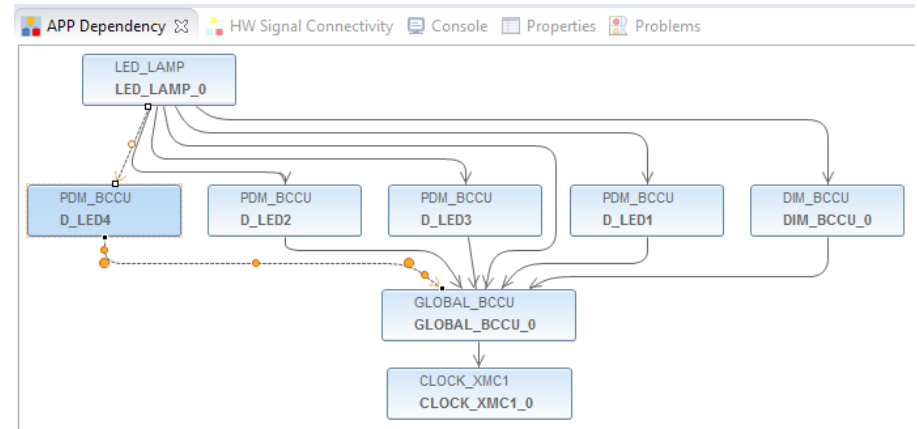 APP Dependency HW Signal Connectivity Console Properties Problems
LED_LAMP
LED_LAMP_0
PDM_BCCU
D_LED4
PDM_BCCU
D_LED2
PDM_BCCU
D_LED3
PDM_BCCU
D_LED1
DIM_BCCU
DIM_BCCU_0
GLOBAL_BCCU
GLOBAL_BCCU_0
CLOCK_XMC1
CLOCK_XMC1_0